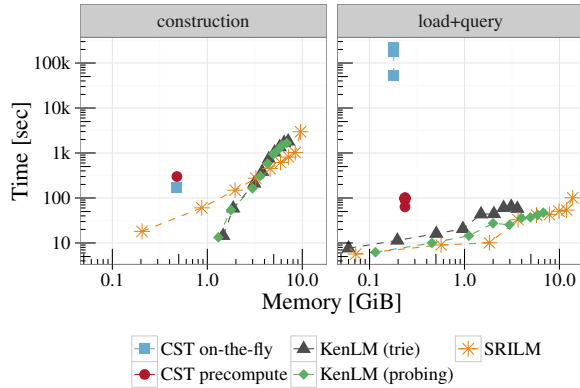 construction load+query
100k
10k
1k
100
10
Time [sec]
0.1 1.0 10.0 0.1 1.0 10.0
Memory [GiB]
CST on-the-fly KenLM (trie) SRILM
CST precompute KenLM (probing)